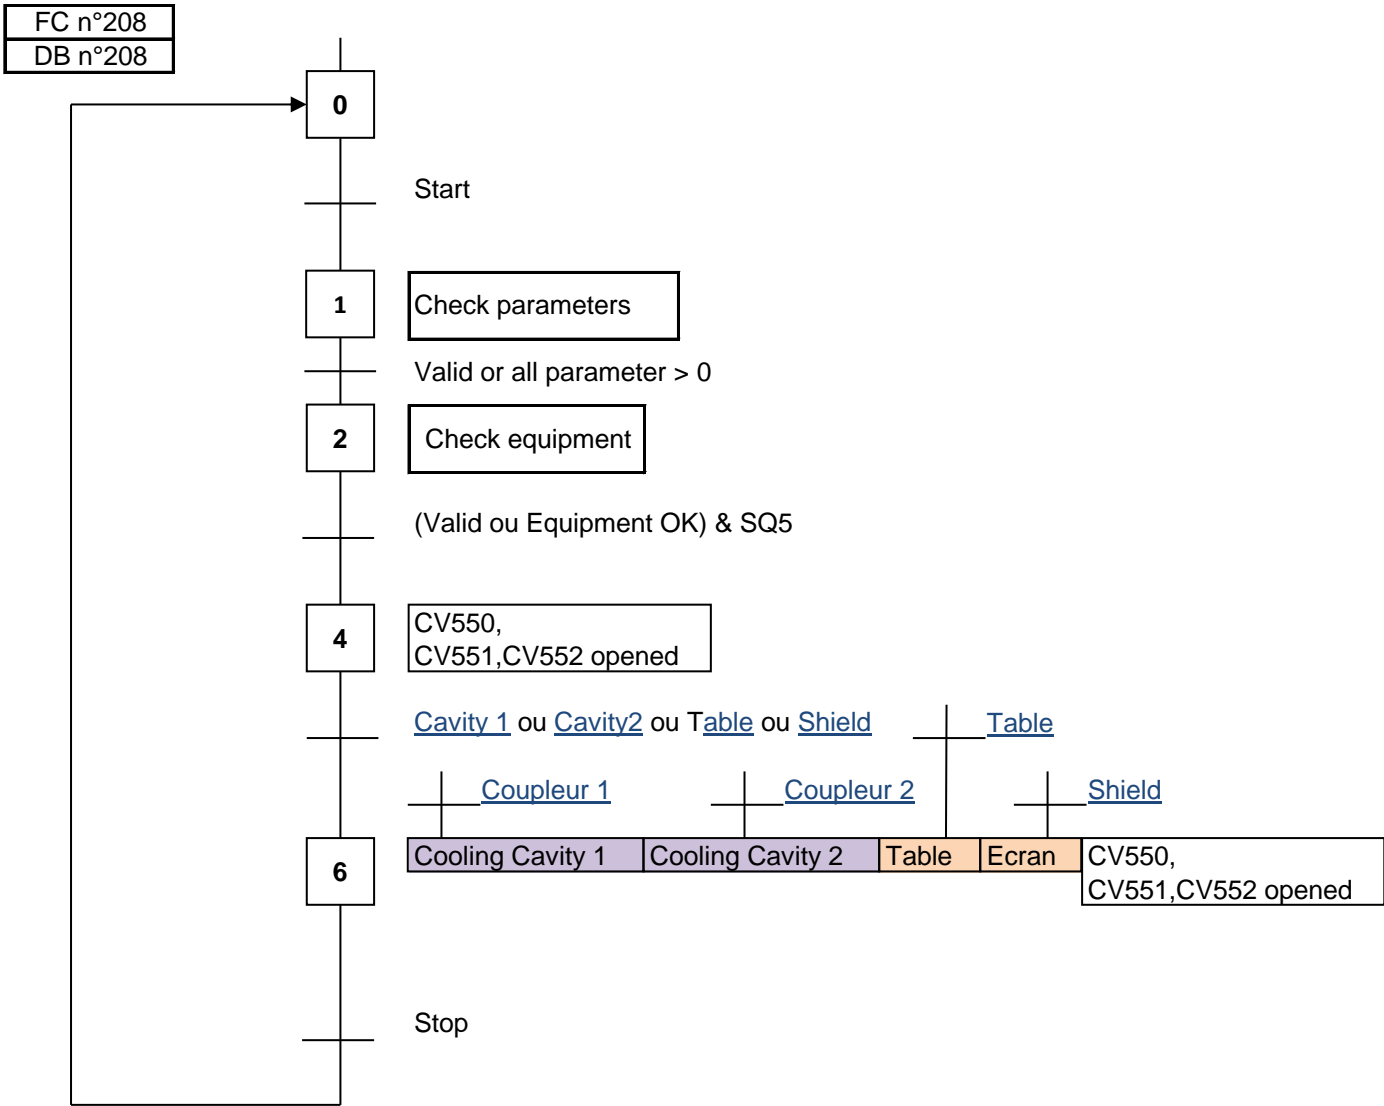 FC n°208
DB n°208
0
Start
1
Check parameters
Valid or all parameter > 0
2
Check equipment
(Valid ou Equipment OK) & SQ5
4
CV550,
CV551,CV552 opened
Cavity 1 ou Cavity2 ou Table ou Shield
Table
Coupleur 1
Coupleur 2
Shield
6
Cooling Cavity 1
Cooling Cavity 2
Table
Ecran
CV550,
CV551,CV552 opened
Stop